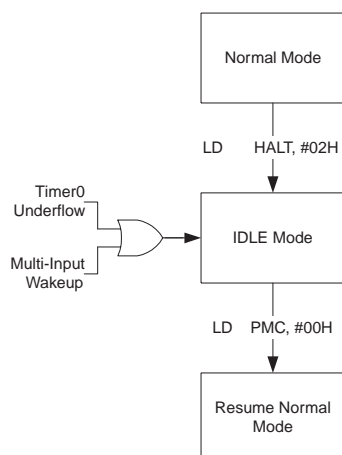 Normal Mode
LD HALT, #02H
Timer0
Underflow
IDLE Mode
Multi-Input
Wakeup
LD PMC, #00H
Resume Normal
Mode